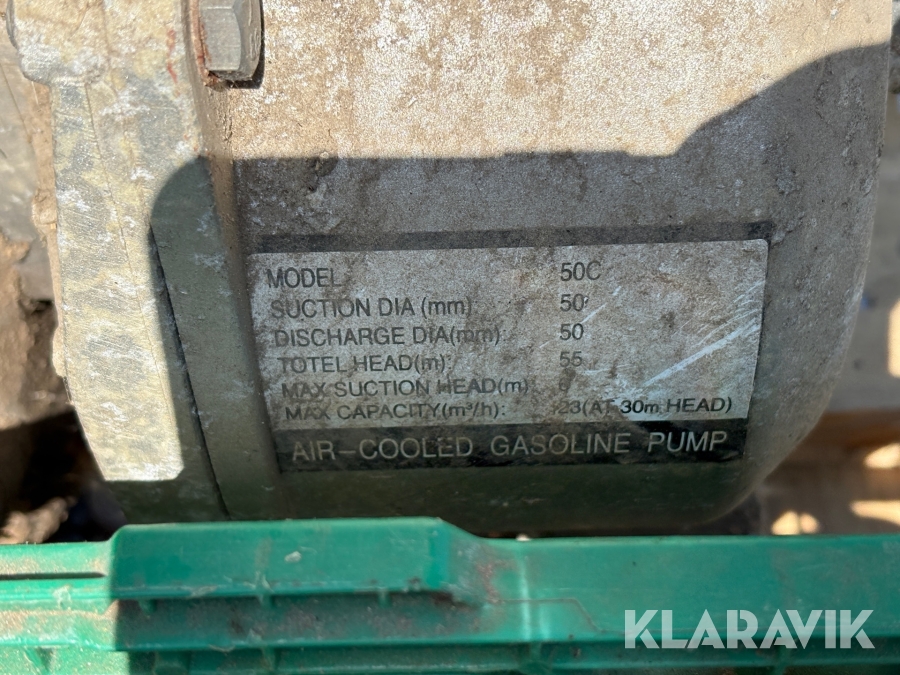 MODEL: 50C
SUCTION DIA (mm): 50
DISCHARGE DIA(mm): 50
TOTEL HEAD(m): 55
MAX SUCTION HEAD(m):
MAX CAPACITY(m³/h): 23(AT 30m HEAD)
AIR-COOLED GASOLINE PUMP
KLARAVIK